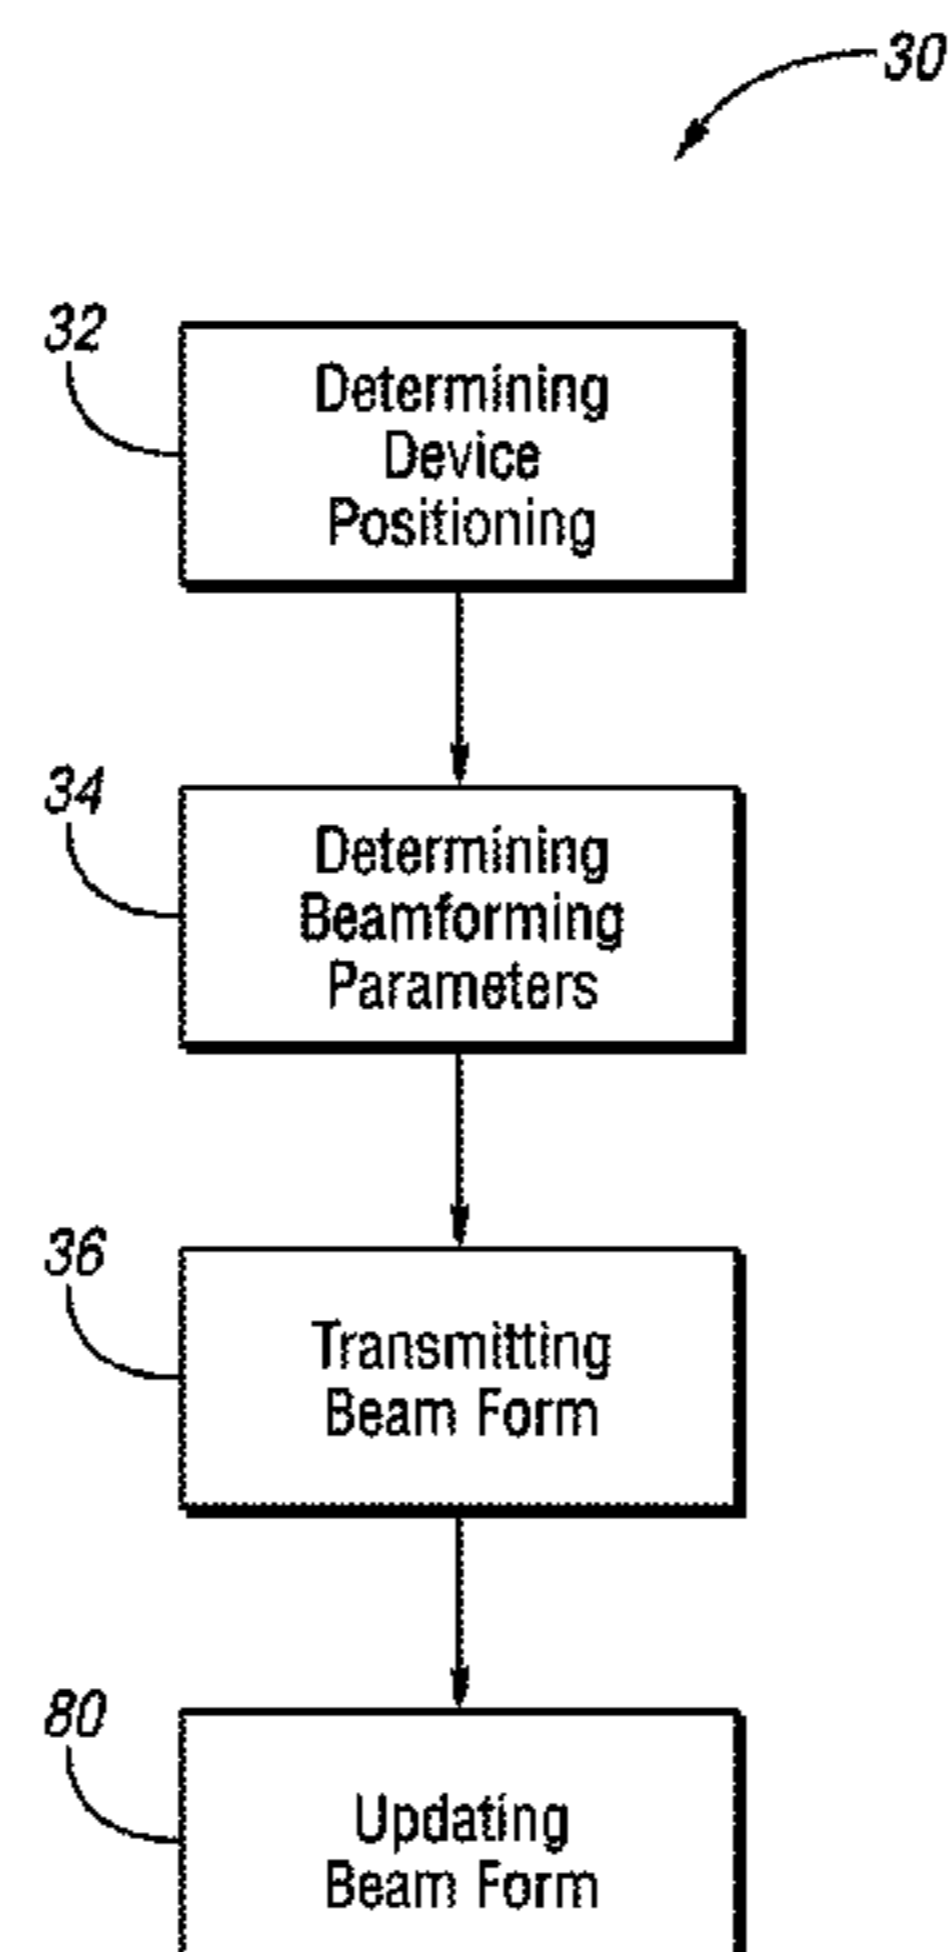 30
32
Determining
Device
Positioning
34
Determining
Beamforming
Parameters
36
Transmitting
Beam Form
80
Updating
Beam Form